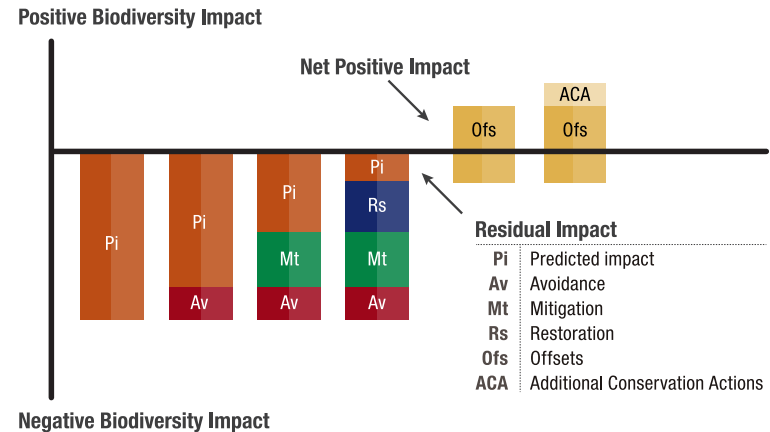 Positive Biodiversity Impact
Net Positive Impact
ACA
Ofs
Ofs
Pi
Pi
Pi
Pi
Rs
Mt
Mt
Av
Av
Av
Residual Impact
Pi Predicted impact
Av Avoidance
Mt Mitigation
Rs Restoration
Ofs Offsets
ACA Additional Conservation Actions
Negative Biodiversity Impact